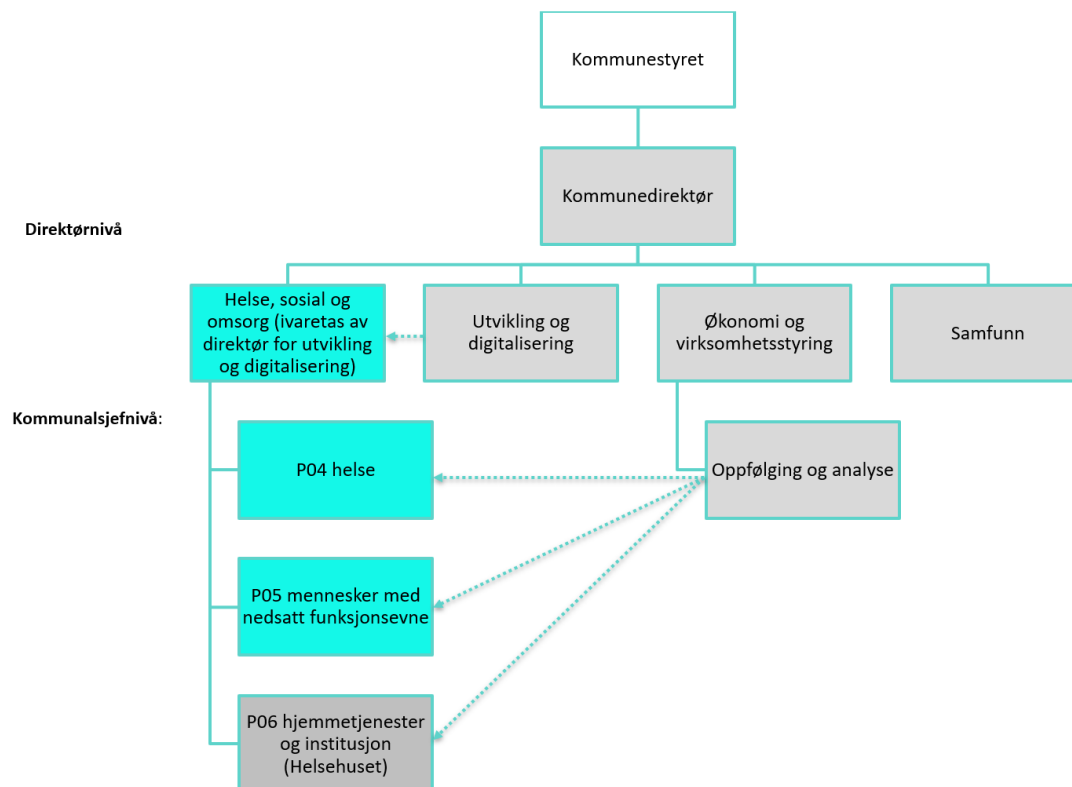 Kommunestyret
Kommunedirektør
Direktørnivå
Helse, sosial og
omsorg (ivaretas av
direktør for utvikling
og digitalisering)
Utvikling og
digitalisering
Økonomi og
virksomhetsstyring
Samfunn
Kommunalsjefnivå:
P04 helse
Oppfølging og analyse
P05 mennesker med
nedsatt funksjonsevne
P06 hjemmetjenester
og institusjon
(Helsehuset)